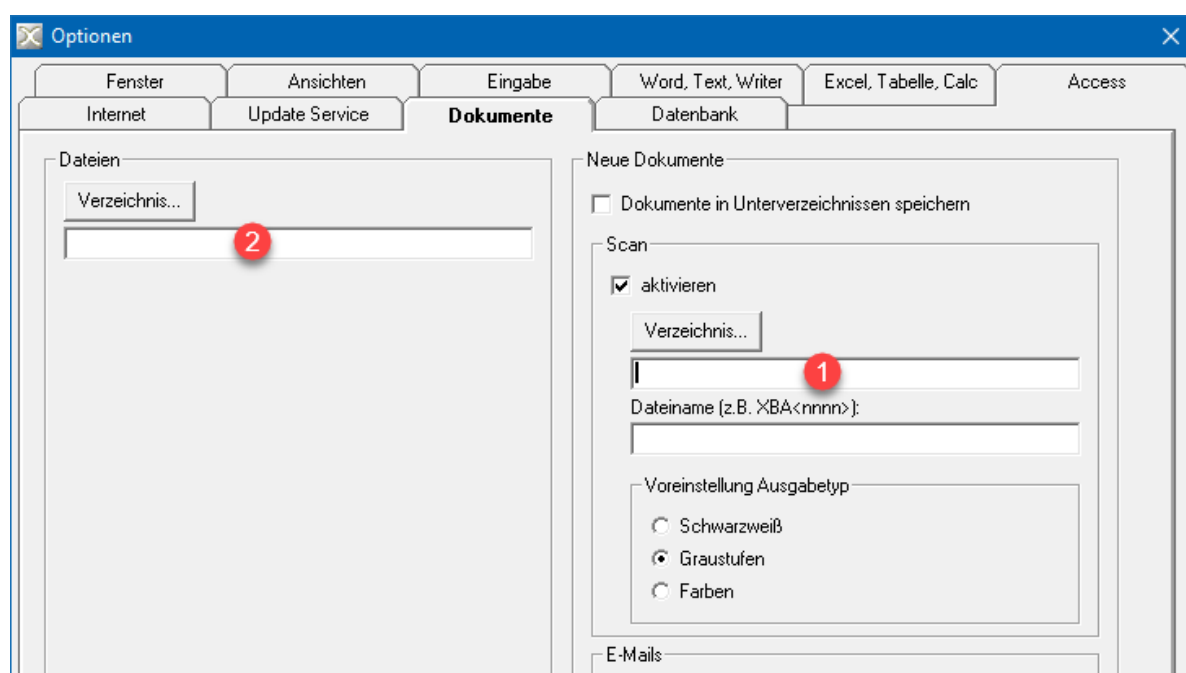 Optionen
Fenster Ansichten Eingabe Word, Text, Writer Excel, Tabelle, Calc Access
Internet Update Service Dokumente Datenbank
Dateien
Verzeichnis...
2
Neue Dokumente
Dokumente in Unterverzeichnissen speichern
Scan
aktivieren
Verzeichnis...
1
Dateiname (z.B. XBA<nnnn>):
Voreinstellung Ausgabetyp
Schwarzweiß
Graustufen
Farben
E-Mails